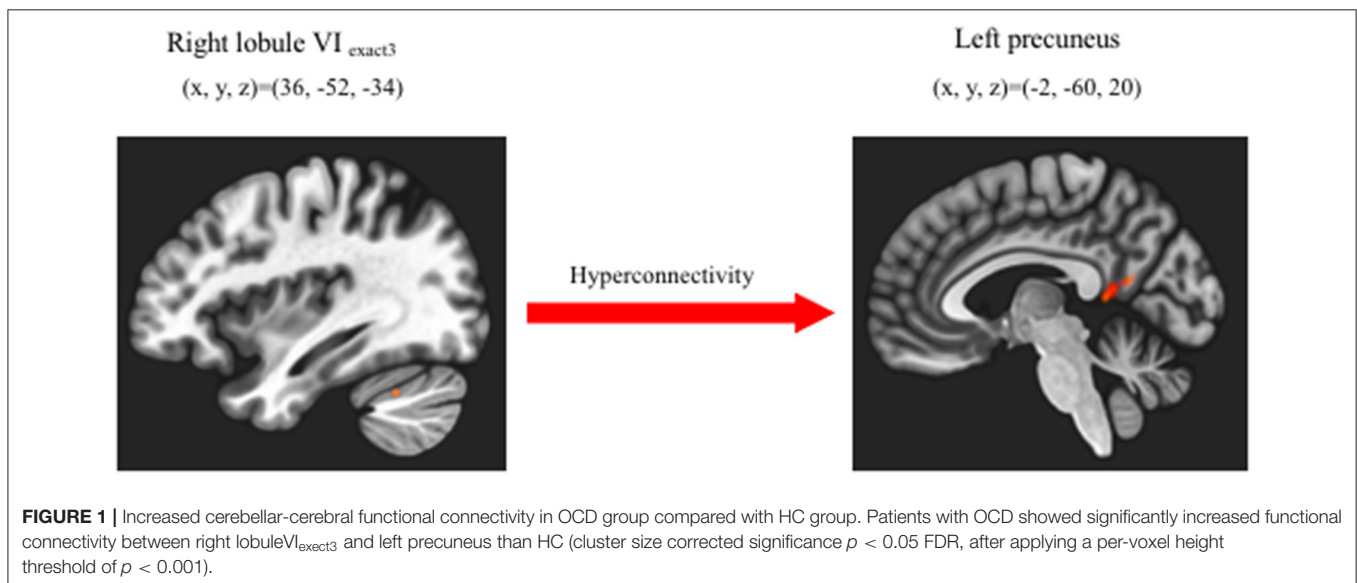 Right lobule VI exact3
Left precuneus
(x, y, z)=(36, -52, -34)
(x, y, z)=(-2, -60, 20)
Hyperconnectivity
FIGURE 1 | Increased cerebellar-cerebral functional connectivity in OCD group compared with HC group. Patients with OCD showed significantly increased functional
connectivity between right lobuleVIexect3 and left precuneus than HC (cluster size corrected significance p < 0.05 FDR, after applying a per-voxel height
threshold of p < 0.001).